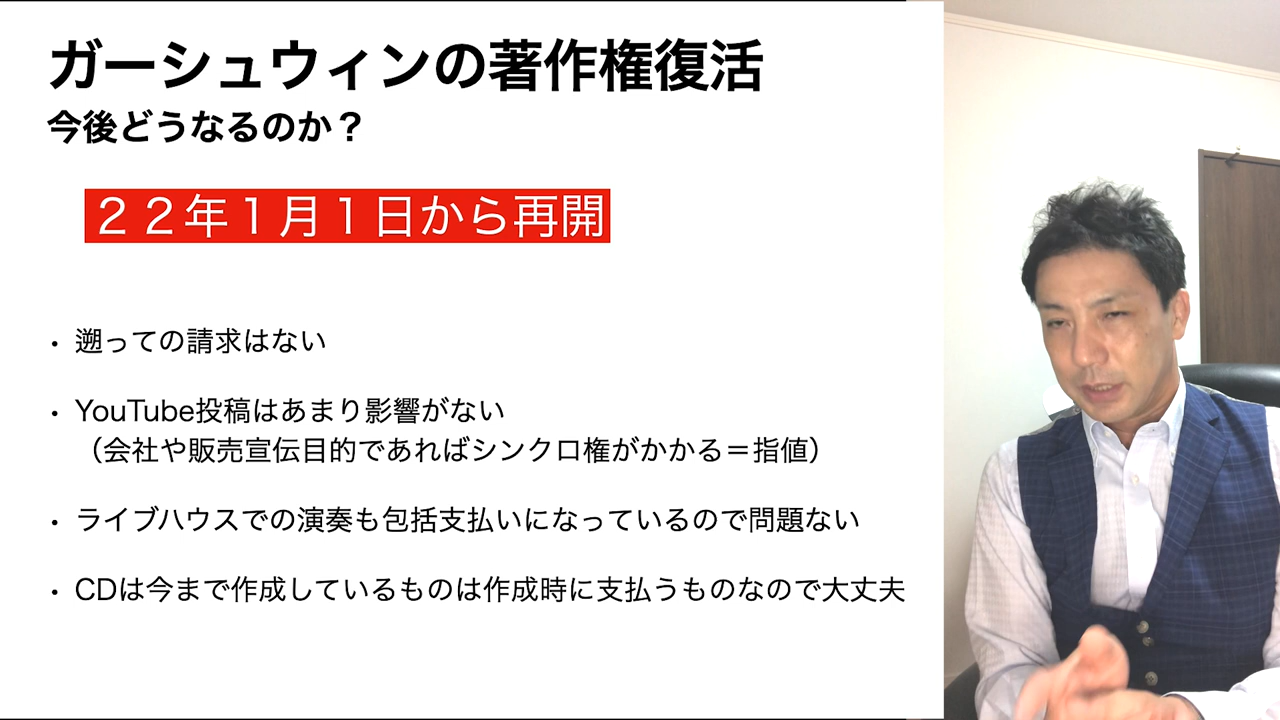 ガーシュウィンの著作権復活
今後どうなるのか？
２２年１月１日から再開
・遡っての請求はない
・YouTube投稿はあまり影響がない
（会社や販売宣伝目的であればシンクロ権がかかる＝指値）
・ライブハウスでの演奏も包括支払いになっているので問題ない
・CDは今まで作成しているものは作成時に支払うものなので大丈夫